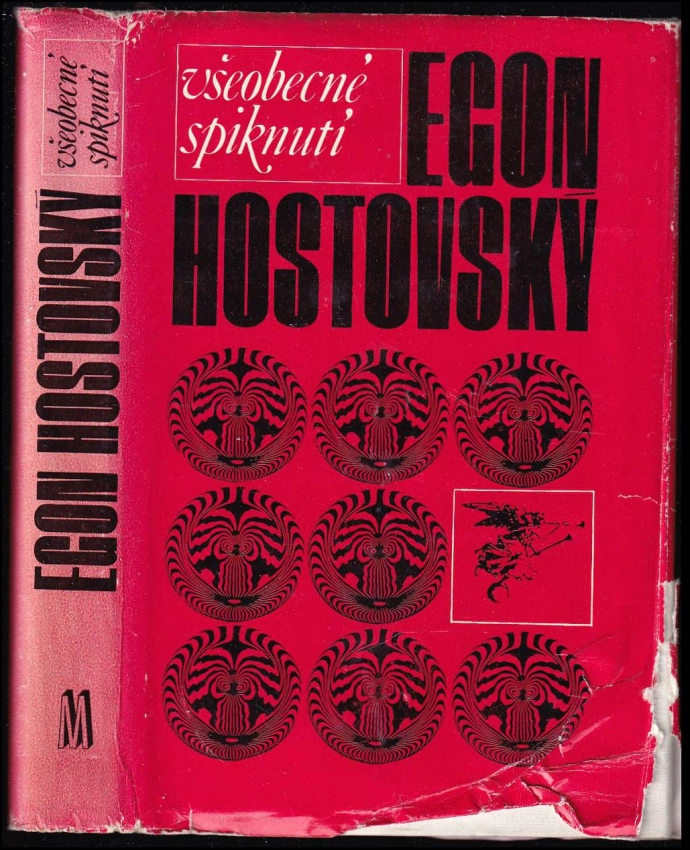 všeobecné
spiknutí
EGON HOSTOVSKÝ
M
všeobecné
spiknutí
EGON
HOSTOVSKÝ